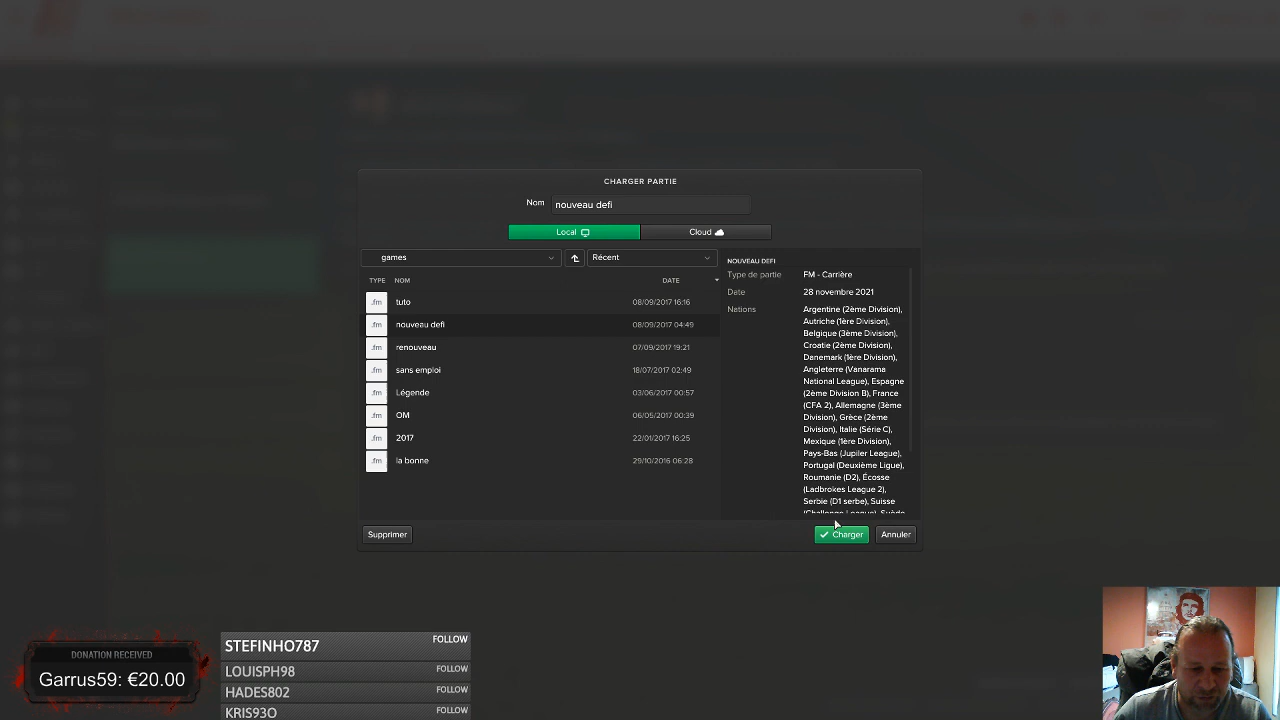 CHARGER PARTIE
Nom nouveau defi
Local Cloud
games Récent
TYPE NOM DATE
.fm tuto 08/09/2017 16:16
.fm nouveau defi 08/09/2017 04:49
.fm renouveau 07/09/2017 19:21
.fm sans emploi 18/07/2017 02:49
.fm Légende 03/06/2017 00:57
.fm OM 06/05/2017 00:39
.fm 2017 22/01/2017 16:25
.fm la bonne 29/10/2016 06:28
NOUVEAU DEFI
Type de partie FM - Carrière
Date 28 novembre 2021
Nations Argentine (2ème Division),
Autriche (1ère Division),
Belgique (3ème Division),
Croatie (2ème Division),
Danemark (1ère Division),
Angleterre (Vanarama
National League), Espagne
(2ème Division B), France
(CFA 2), Allemagne (3ème
Division), Grèce (2ème
Division), Italie (Série C),
Mexique (1ère Division),
Pays-Bas (Jupiler League),
Portugal (Deuxième Ligue),
Roumanie (D2), Écosse
(Ladbrokes League 2),
Serbie (D1 serbe), Suisse
(Challenge League), Suède
Supprimer Charger Annuler
DONATION RECEIVED
Garrus59: €20.00
STEFINHO787 FOLLOW
LOUISPH98 FOLLOW
HADES802 FOLLOW
KRIS93O FOLLOW